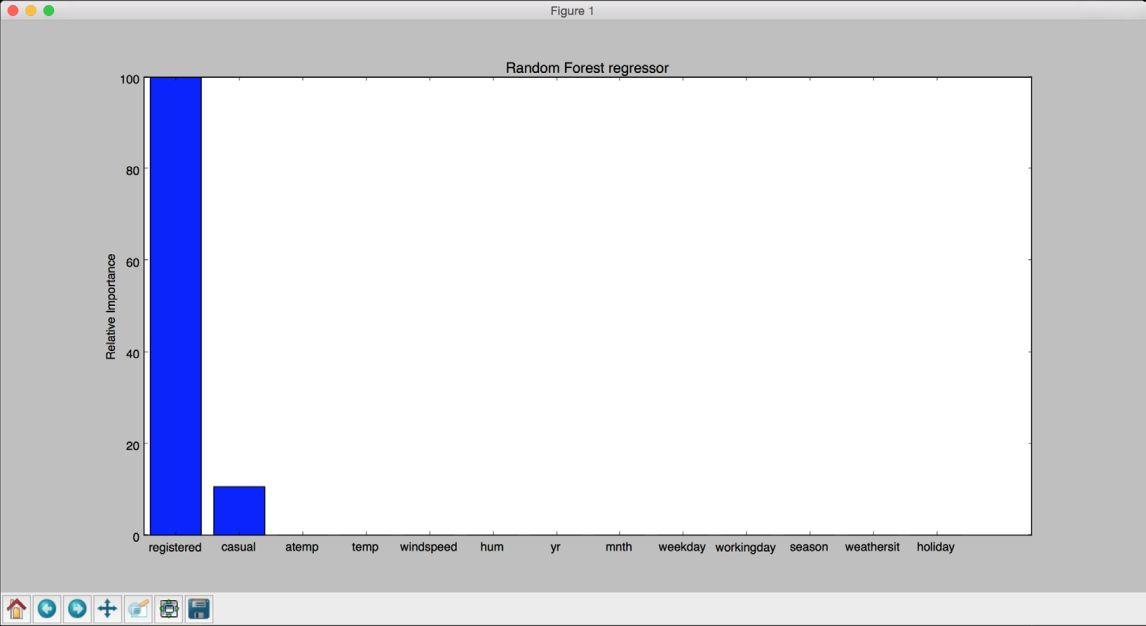 Figure 1
Random Forest regressor
Relative Importance
100
80
60
40
20
0
registered casual atemp temp windspeed hum yr mnth weekday workingday season weathersit holiday